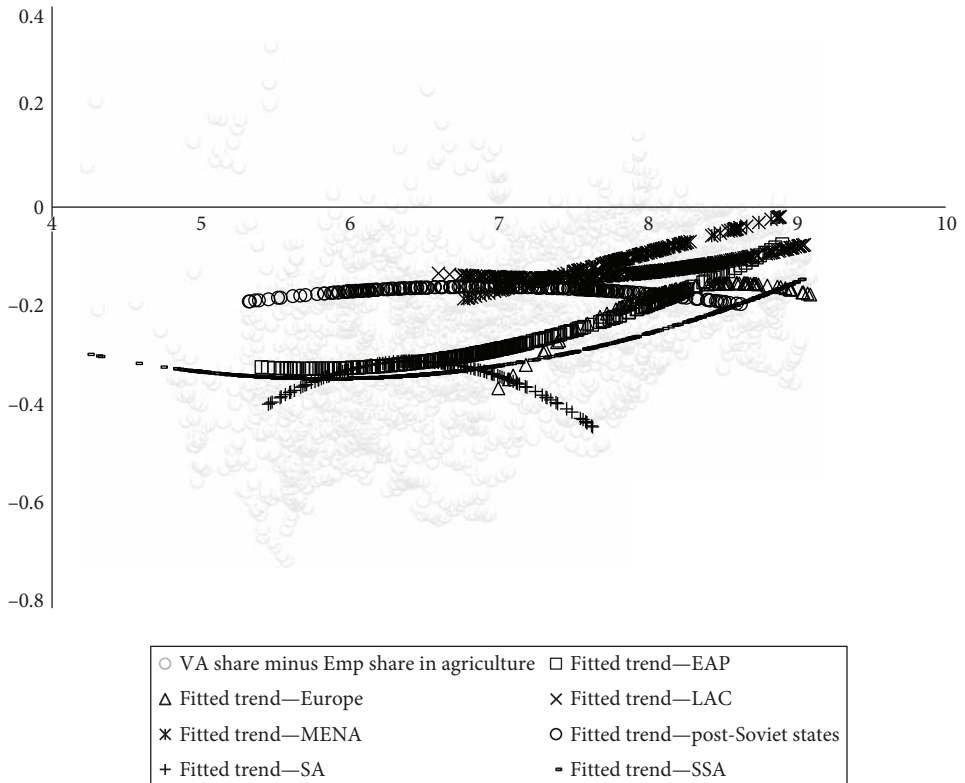 0.4
0.2
0
4 5 6 7 8 9 10
–0.2
–0.4
–0.6
–0.8
VA share minus Emp share in agriculture Fitted trend—EAP
Fitted trend—Europe Fitted trend—LAC
Fitted trend—MENA Fitted trend—post-Soviet states
Fitted trend—SA Fitted trend—SSA